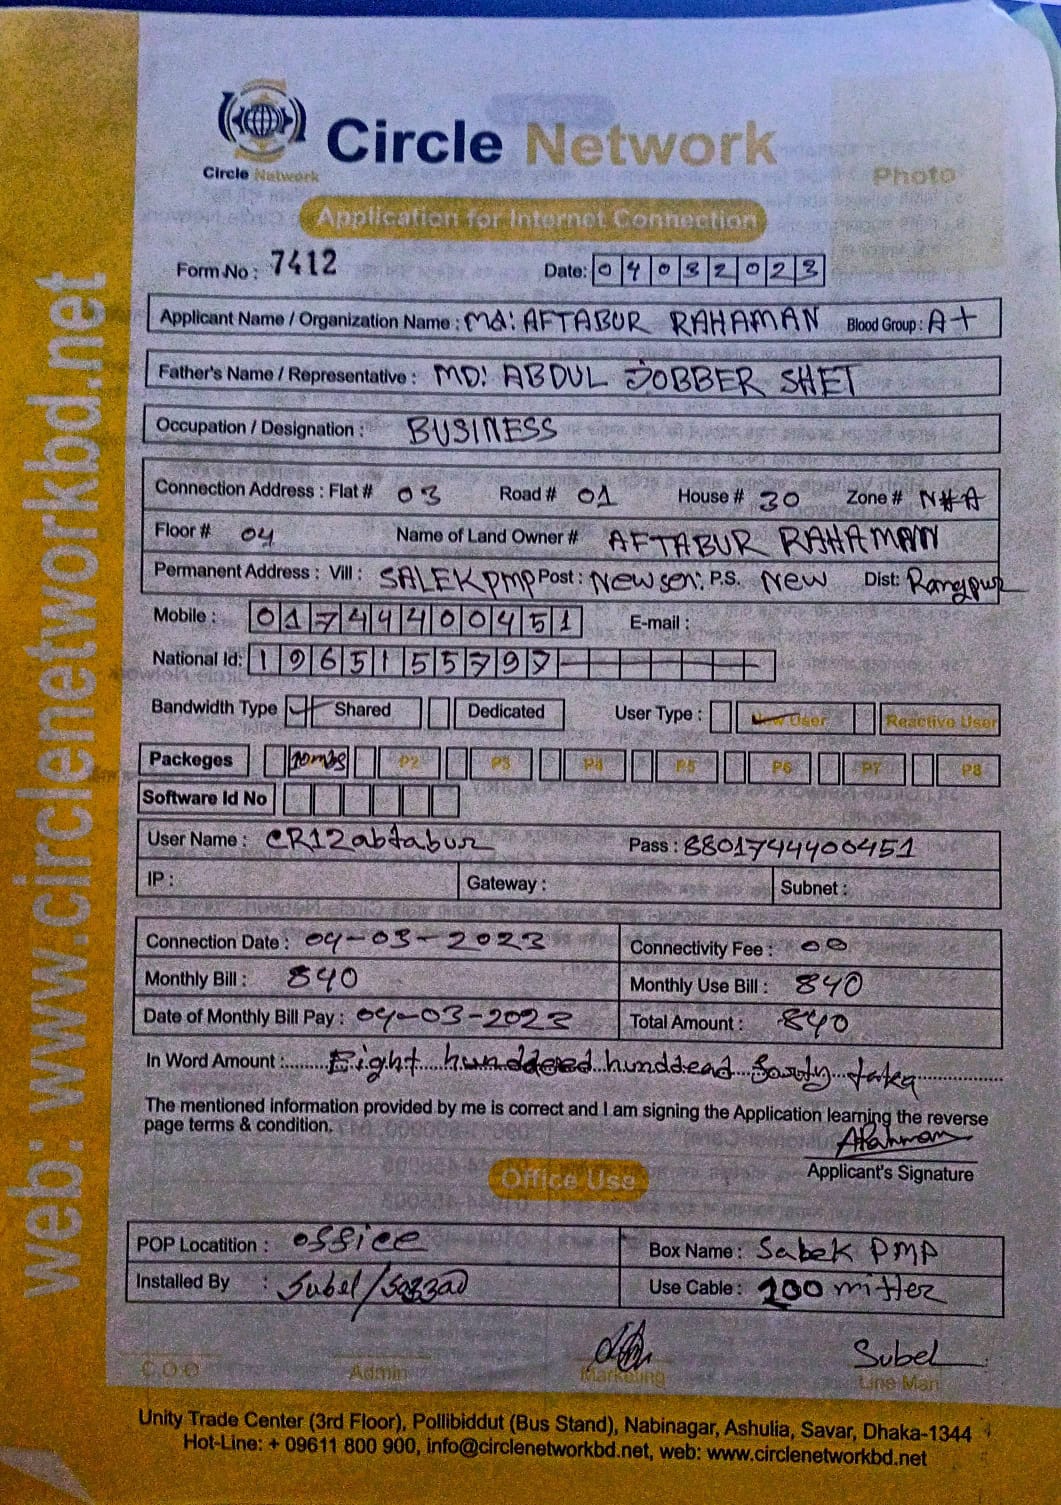 Circle Network
Circle Network
Photo
Application for Internet Connection
Form No : 7412 Date: 04032023
Applicant Name / Organization Name : Md: AFTABUR RAHAMAN Blood Group : A+
Father's Name / Representative : MD: ABDUL JOBBER SHET
Occupation / Designation : BUSINESS
Connection Address : Flat # 03 Road # 01 House # 30 Zone # N#A
Floor # 04 Name of Land Owner # AFTABUR RAHAMAN
Permanent Address : Vill : SALEK PMP Post : New sen: P.S. New Dist: Rangpur
Mobile : 01744400451 E-mail :
National Id: 1965155797
Bandwidth Type Shared Dedicated User Type : New User Reactive User
Packeges 10mbs P2 P3 P4 P5 P6 P7 P8
Software Id No
User Name : CR12abtabur Pass : 8801744400451
IP : Gateway : Subnet :
Connection Date : 04-03-2023 Connectivity Fee : 00
Monthly Bill : 840 Monthly Use Bill : 840
Date of Monthly Bill Pay : 04-03-2023 Total Amount : 840
In Word Amount :........Eight....hunddered..hunddead...Forty..taka
The mentioned information provided by me is correct and I am signing the Application learning the reverse
page terms & condition.
ARahman
Applicant's Signature
Office Use
POP Locatition : office Box Name : Sabek PMP
Installed By : Subel/Sazzad Use Cable : 200 mitter
Subel
C.O.O Admin Marketing Line Man
Unity Trade Center (3rd Floor), Pollibiddut (Bus Stand), Nabinagar, Ashulia, Savar, Dhaka-1344
Hot-Line: + 09611 800 900, info@circlenetworkbd.net, web: www.circlenetworkbd.net
web: www.circlenetworkbd.net